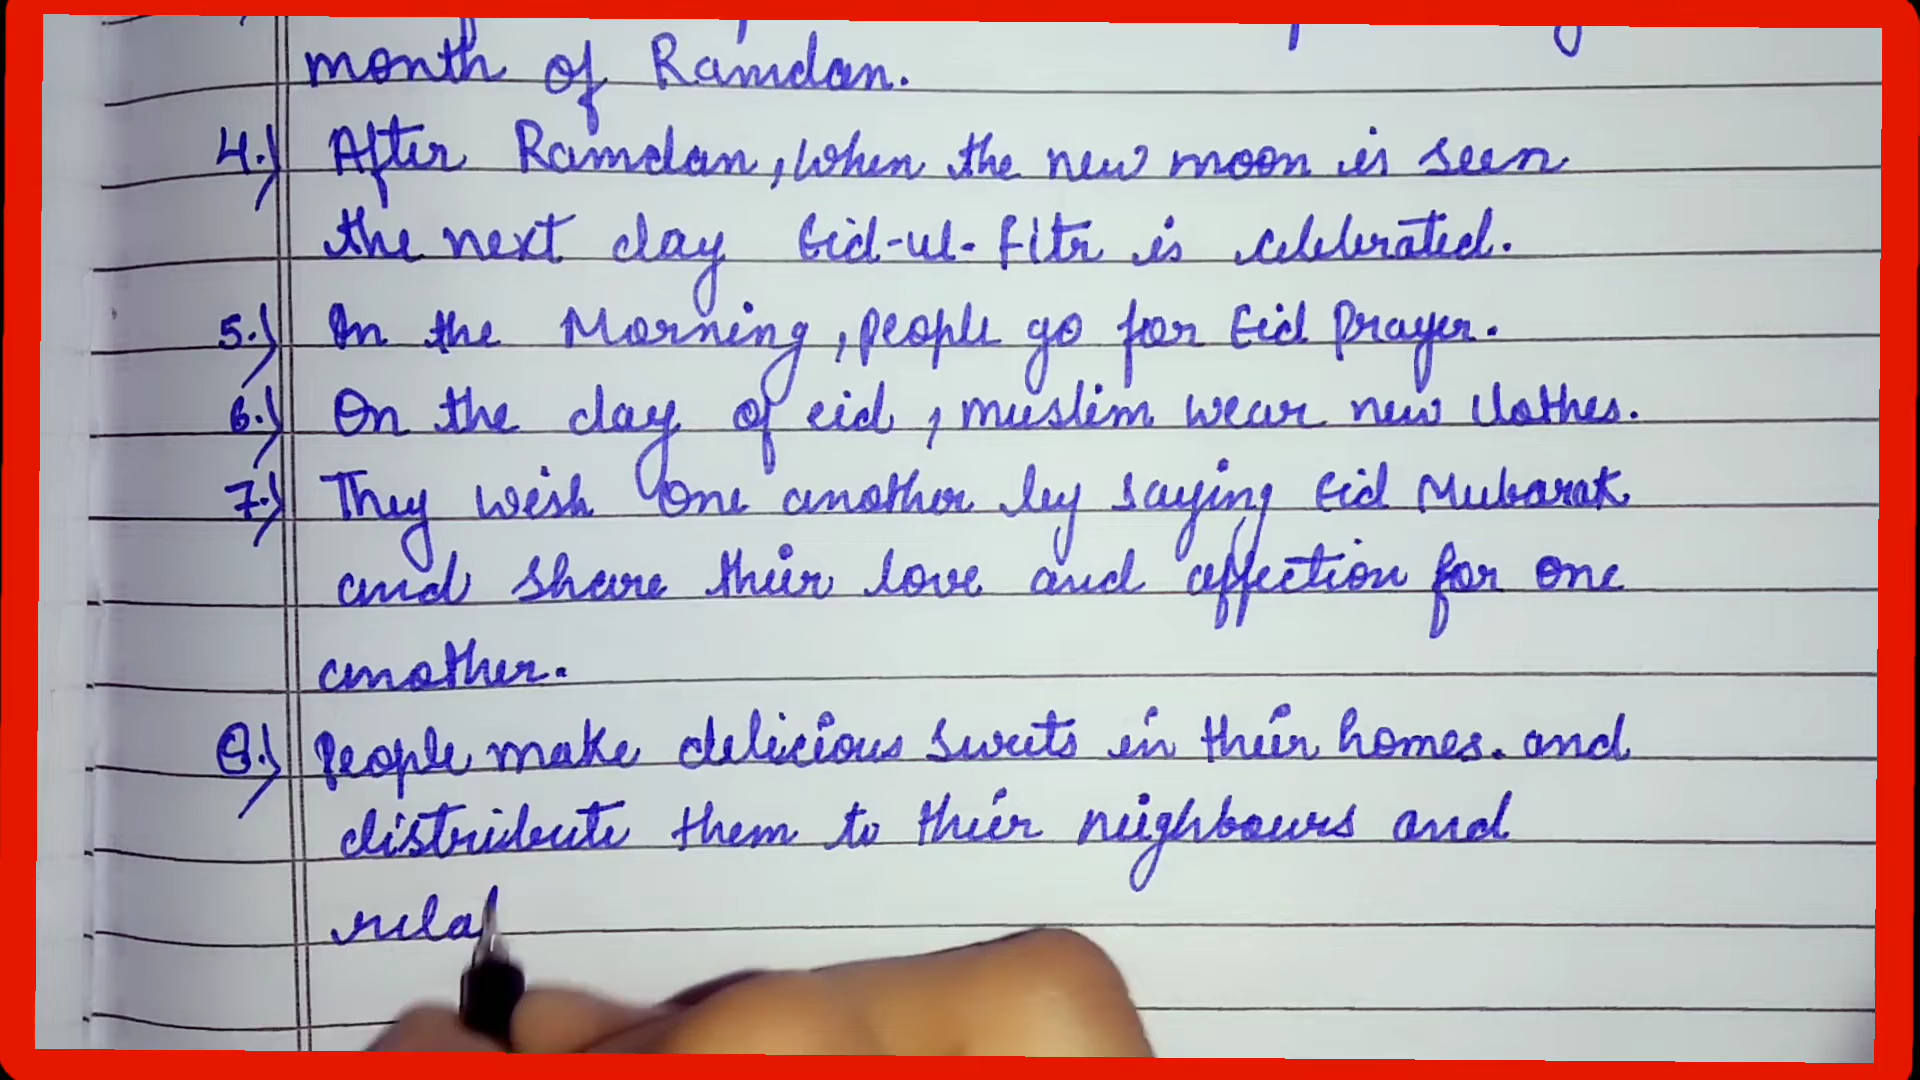 month of Ramdan.
4.) After Ramdan, when the new moon is seen
the next day Eid-ul-fitr is celebrated.
5.) In the Morning, people go for Eid Prayer.
6.) On the day of eid, muslim wear new clothes.
7.) They wish one another by saying Eid Mubarak
and share their love and affection for one
another.
8.) People make delicious sweets in their homes. and
distribute them to their neighbours and
rela